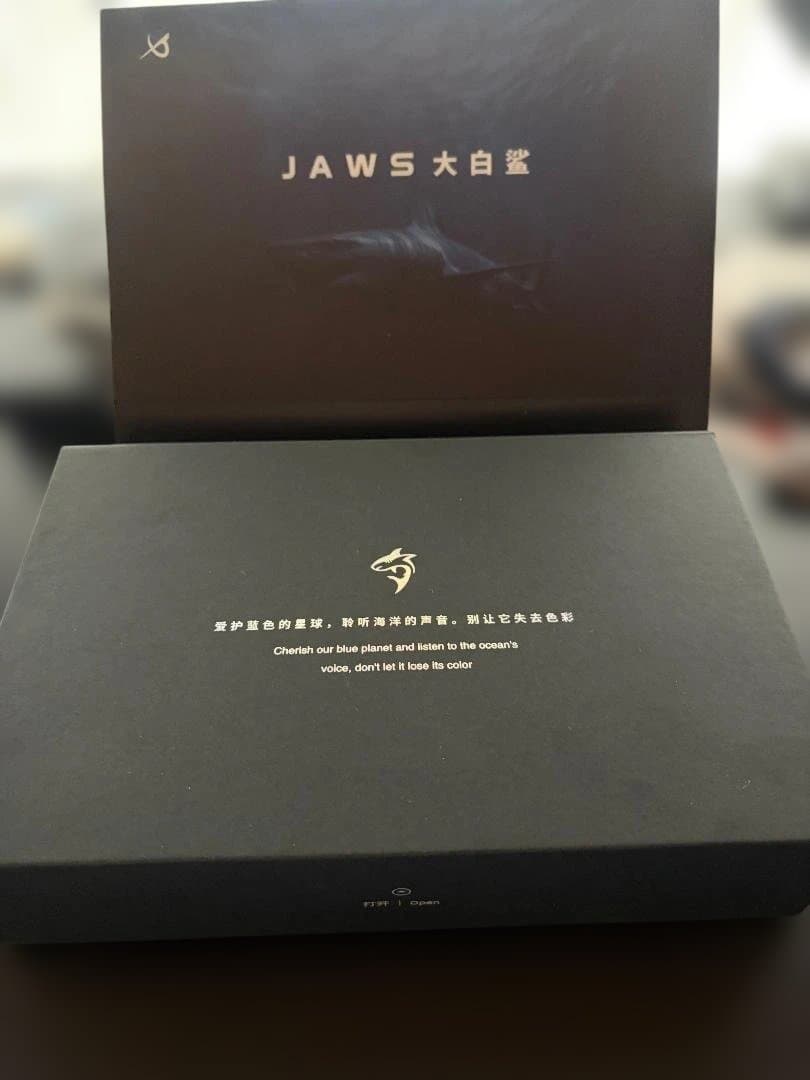 JAWS 大白鲨
爱护蓝色的星球，聆听海洋的声音。别让它失去色彩
Cherish our blue planet and listen to the ocean's
voice, don't let it lose its color
打开 | Open